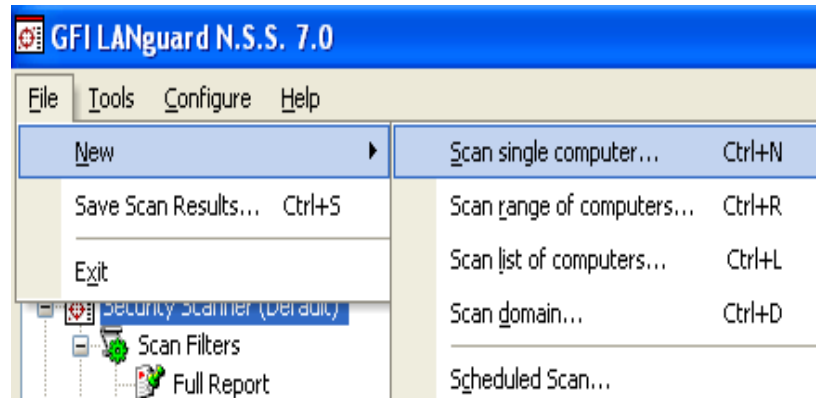 GFI LANguard N.S.S. 7.0
File Tools Configure Help
New
Save Scan Results... Ctrl+S
Exit
Scan single computer... Ctrl+N
Scan range of computers... Ctrl+R
Scan list of computers... Ctrl+L
Scan domain... Ctrl+D
Scheduled Scan...
Security Scanner (Default)
Scan Filters
Full Report